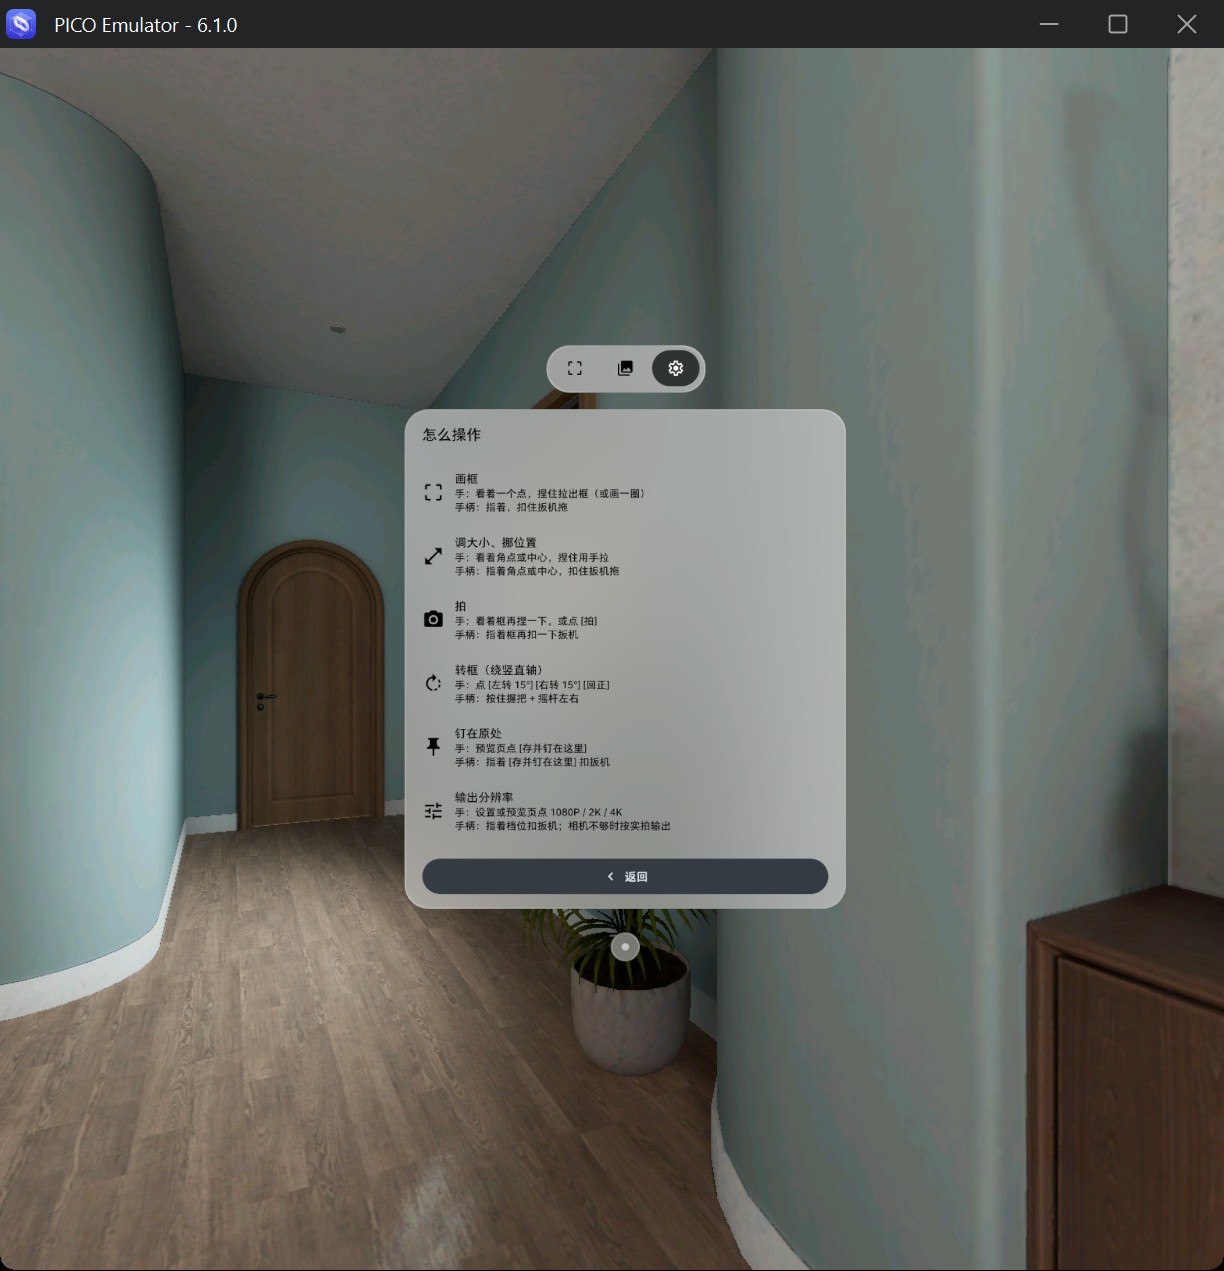 PICO Emulator - 6.1.0
怎么操作
画框
手：看着一个点，捏住拉出框（或画一圈）
手柄：指着，扣住扳机拖
调大小、挪位置
手：看着角点或中心，捏住用手拉
手柄：指着角点或中心，扣住扳机拖
拍
手：看着框再捏一下，或点 [拍]
手柄：指着框再扣一下扳机
转框（绕竖直轴）
手：点 [左转 15°] [右转 15°] [回正]
手柄：按住握把 + 摇杆左右
钉在原处
手：预览页点 [存并钉在这里]
手柄：指着 [存并钉在这里] 扣扳机
输出分辨率
手：设置或预览页点 1080P / 2K / 4K
手柄：指着档位扣扳机；相机不够时按实拍输出
返回